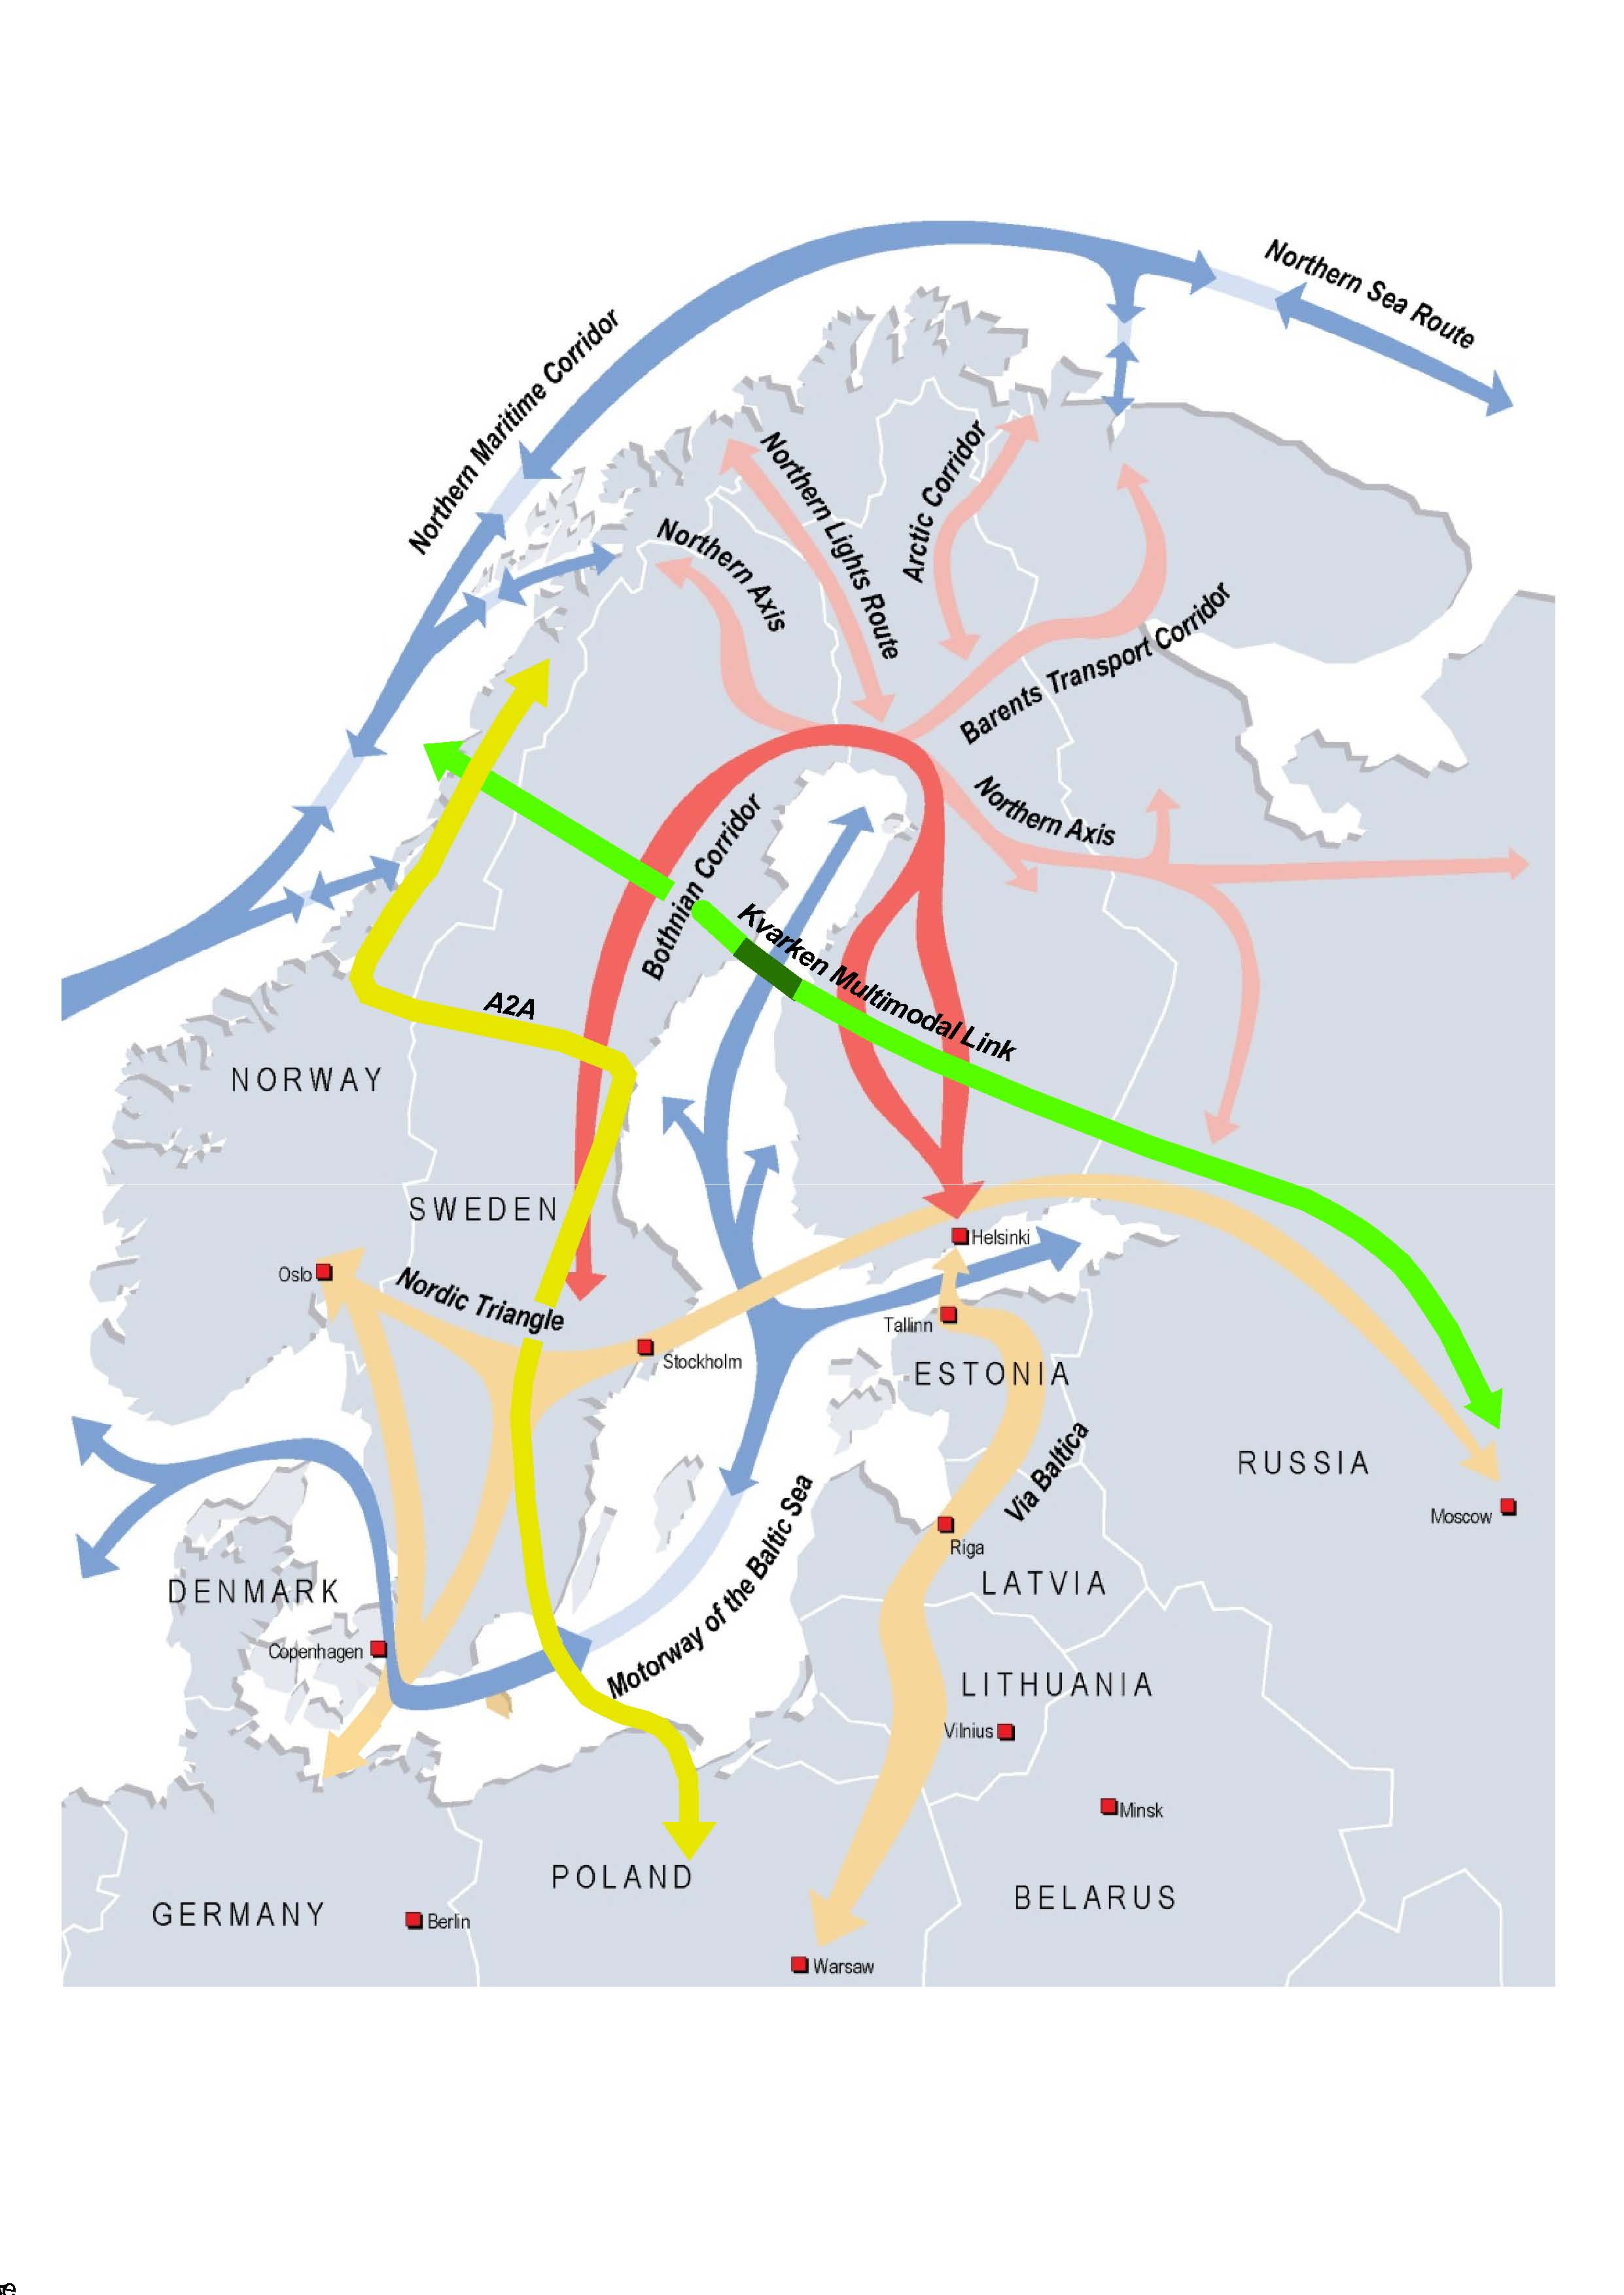 Northern Sea Route
Northern Maritime Corridor
Northern Lights Route
Arctic Corridor
Northern Axis
Barents Transport Corridor
Northern Axis
Bothnian Corridor
Kvarken Multimodal Link
A2A
NORWAY
SWEDEN
Helsinki
Oslo
Nordic Triangle
Tallinn
Stockholm
ESTONIA
Via Baltica
RUSSIA
Moscow
Motorway of the Baltic Sea
Riga
LATVIA
DENMARK
Copenhagen
LITHUANIA
Vilnius
Minsk
POLAND
BELARUS
GERMANY
Berlin
Warsaw